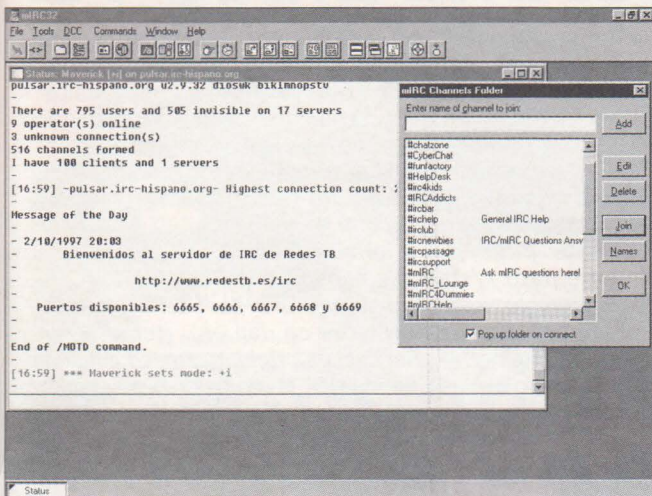 mIRC32
File Tools DCC Commands Window Help
Status: Maverick [+i] on pulsar.irc-hispano.org
pulsar.irc-hispano.org u2.9.32 dioswk biklmnopstv
-
There are 795 users and 505 invisible on 17 servers
9 operator(s) online
3 unknown connection(s)
516 channels formed
I have 100 clients and 1 servers
-
[16:59] -pulsar.irc-hispano.org- Highest connection count:
-
Message of the Day
-
- 2/10/1997 20:03
- Bienvenidos al servidor de IRC de Redes TB
-
- http://www.redestb.es/irc
-
- Puertos disponibles: 6665, 6666, 6667, 6668 y 6669
-
-
End of /MOTD command.
-
[16:59] *** Maverick sets mode: +i
-
mIRC Channels Folder
Enter name of channel to join:
Add
#chatzone
#CyberChat
#funfactory
#HelpDesk
#irc4kids
#IRCAddicts
#ircbar
#irchelp General IRC Help
#ircclub
#ircnewbies IRC/mIRC Questions Answ
#ircpassage
#ircsupport
#mIRC Ask mIRC questions here!
#mIRC_Lounge
#mIRC4Dummies
#mIRCHelp
Edit
Delete
Join
Names
OK
Pop up folder on connect
Status